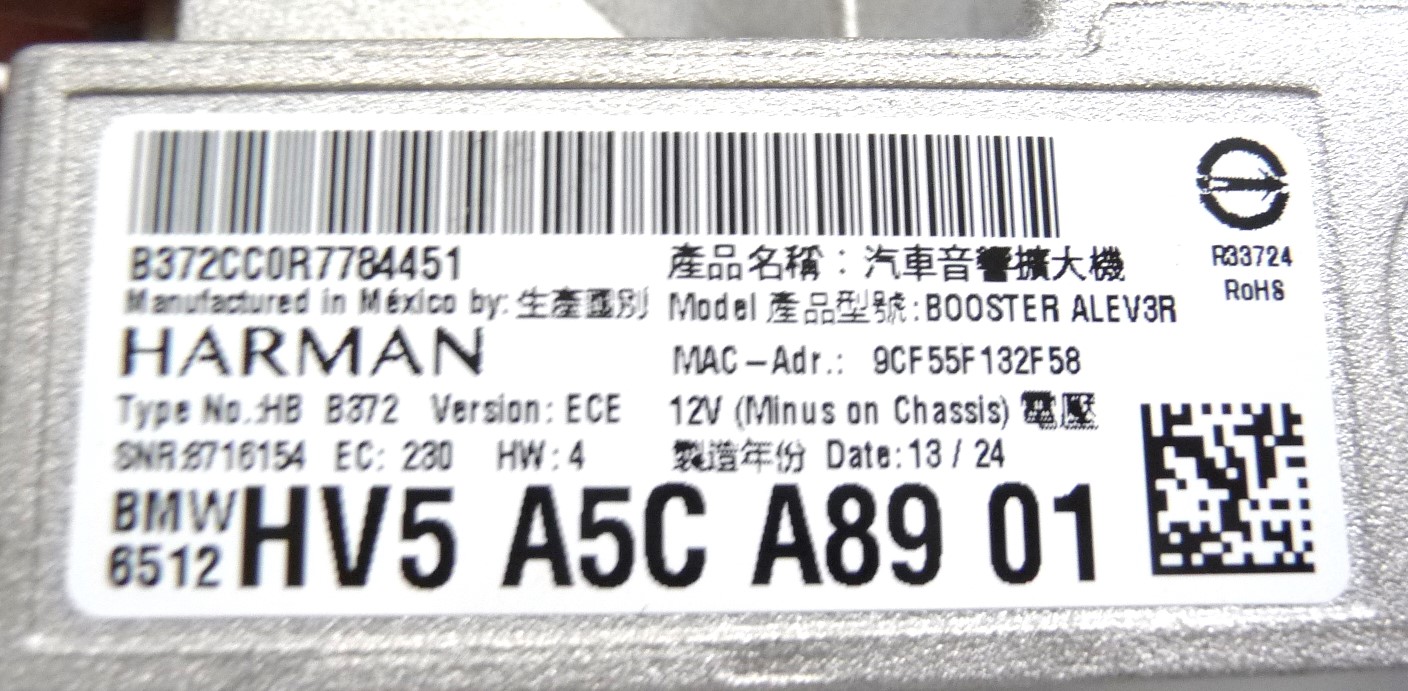 B372CC0R7784451
Manufactured in México by: 生產國別
HARMAN
Type No.:HB B372 Version: ECE
SNR:8716154 EC: 230 HW: 4
產品名稱：汽車音響擴大機
Model 產品型號:BOOSTER ALEV3R
MAC-Adr.: 9CF55F132F58
12V (Minus on Chassis) 電壓
製造年份 Date: 13 / 24
BMW
6512
HV5 A5C A89 01
R33724
RoHS